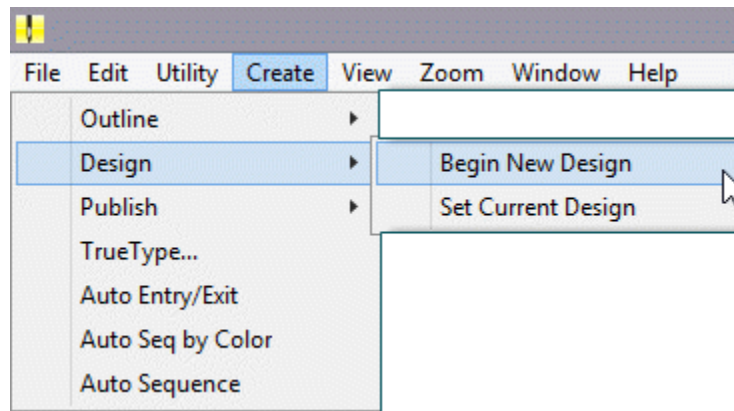 File Edit Utility Create View Zoom Window Help
Outline
Design
Begin New Design
Publish
Set Current Design
TrueType...
Auto Entry/Exit
Auto Seq by Color
Auto Sequence